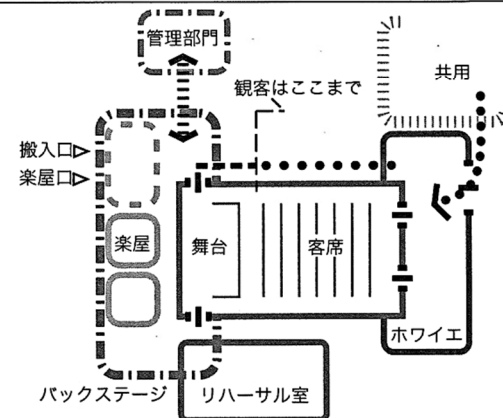 管理部門
共用
観客はここまで
搬入口
楽屋口
楽屋
舞台
客席
ホワイエ
バックステージ
リハーサル室